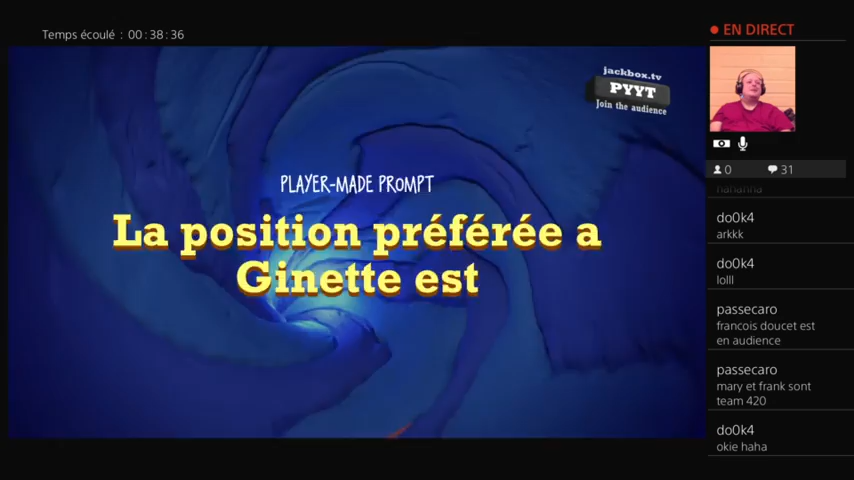 Temps écoulé : 00:38:36
EN DIRECT
jackbox.tv
PYYT
Join the audience
PLAYER-MADE PROMPT
La position préférée a
Ginette est
0
31
hahanna
do0k4
arkkk
do0k4
lolll
passecaro
francois doucet est
en audience
passecaro
mary et frank sont
team 420
do0k4
okie haha